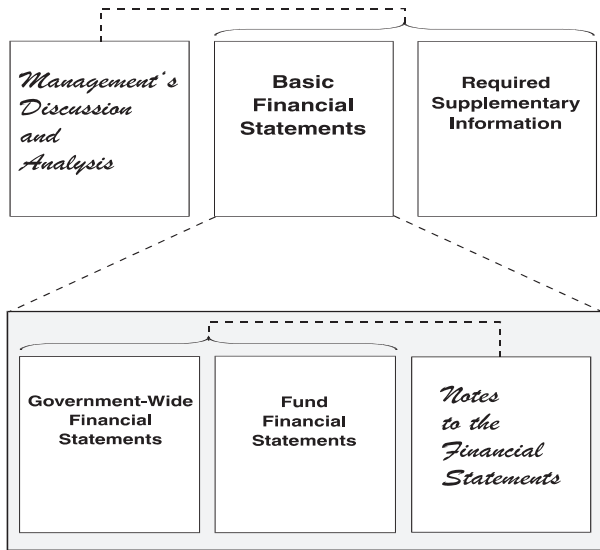 Management's
Discussion
and
Analysis
Basic
Financial
Statements
Required
Supplementary
Information
Government-Wide
Financial
Statements
Fund
Financial
Statements
Notes
to the
Financial
Statements